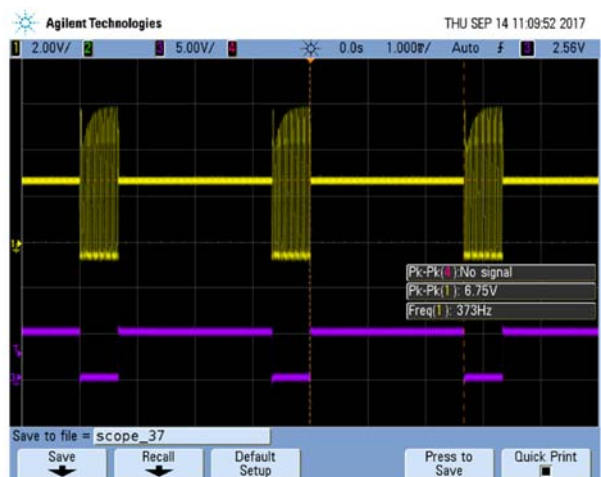 Agilent Technologies THU SEP 14 11:09:52 2017
1 2.00V/ 2 3 5.00V/ 4 0.0s 1.000 / Auto 3 2.56V
Pk-Pk(4):No signal
Pk-Pk(1): 6.75V
Freq(1): 373Hz
Save to file = scope_37
Save Recall Default Setup Press to Save Quick Print